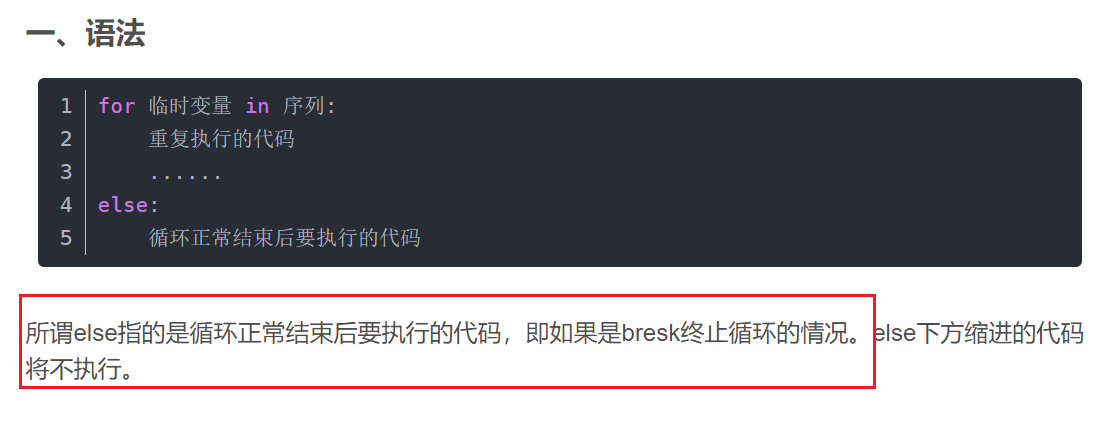 一、语法
1 for 临时变量 in 序列:
2 重复执行的代码
3 ......
4 else:
5 循环正常结束后要执行的代码
所谓else指的是循环正常结束后要执行的代码，即如果是bresk终止循环的情况。else下方缩进的代码
将不执行。